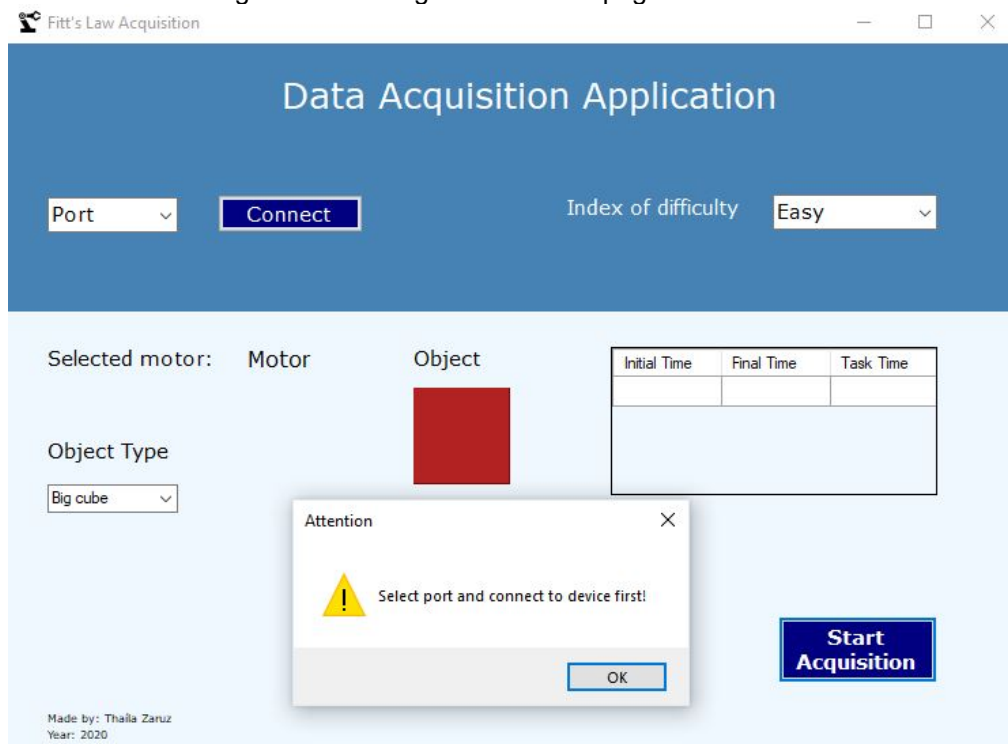 Fitt's Law Acquisition
Data Acquisition Application
Port
Connect
Index of difficulty
Easy
Selected motor:
Motor
Object
Initial Time
Final Time
Task Time
Object Type
Big cube
Attention
Select port and connect to device first!
OK
Start
Acquisition
Made by: Thaíla Zaruz
Year: 2020